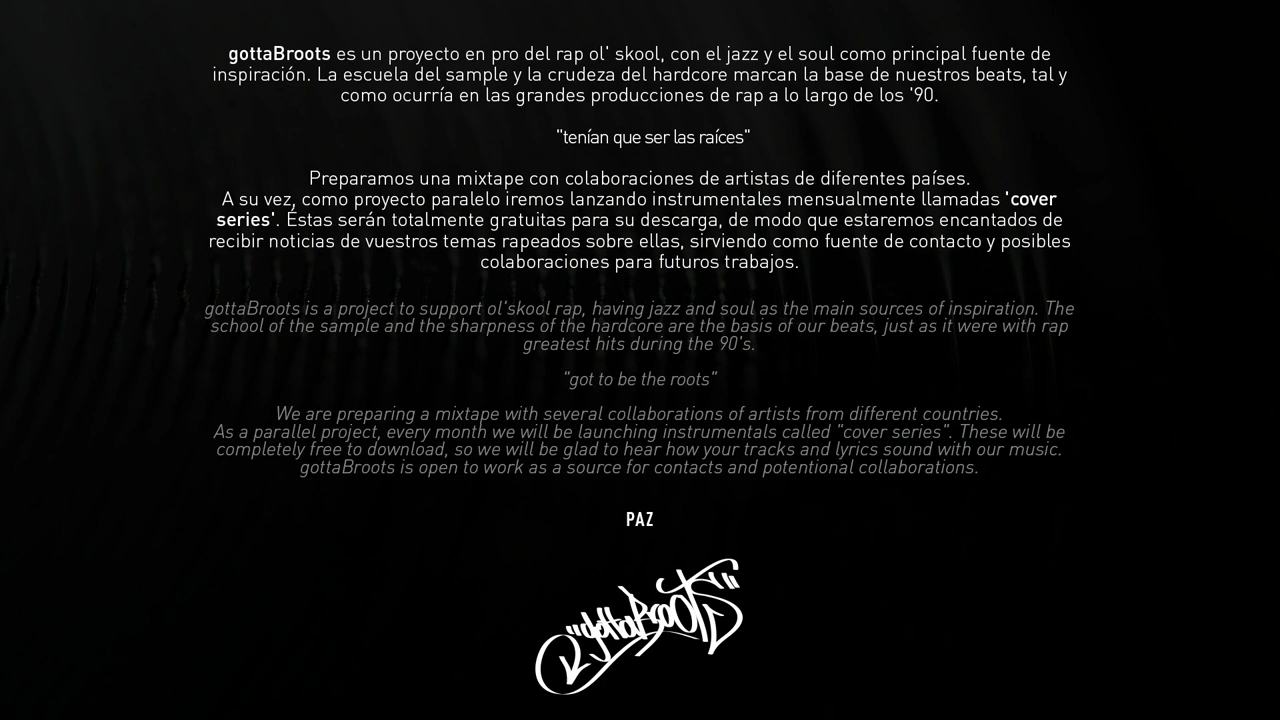 gottaBroots es un proyecto en pro del rap ol' skool, con el jazz y el soul como principal fuente de
inspiración. La escuela del sample y la crudeza del hardcore marcan la base de nuestros beats, tal y
como ocurría en las grandes producciones de rap a lo largo de los '90.
"tenían que ser las raíces"
Preparamos una mixtape con colaboraciones de artistas de diferentes países.
A su vez, como proyecto paralelo iremos lanzando instrumentales mensualmente llamadas 'cover
series'. Éstas serán totalmente gratuitas para su descarga, de modo que estaremos encantados de
recibir noticias de vuestros temas rapeados sobre ellas, sirviendo como fuente de contacto y posibles
colaboraciones para futuros trabajos.
gottaBroots is a project to support ol'skool rap, having jazz and soul as the main sources of inspiration. The
school of the sample and the sharpness of the hardcore are the basis of our beats, just as it were with rap
greatest hits during the 90's.
"got to be the roots"
We are preparing a mixtape with several collaborations of artists from different countries.
As a parallel project, every month we will be launching instrumentals called "cover series". These will be
completely free to download, so we will be glad to hear how your tracks and lyrics sound with our music.
gottaBroots is open to work as a source for contacts and potentional collaborations.
PAZ
"gottaBrootS"